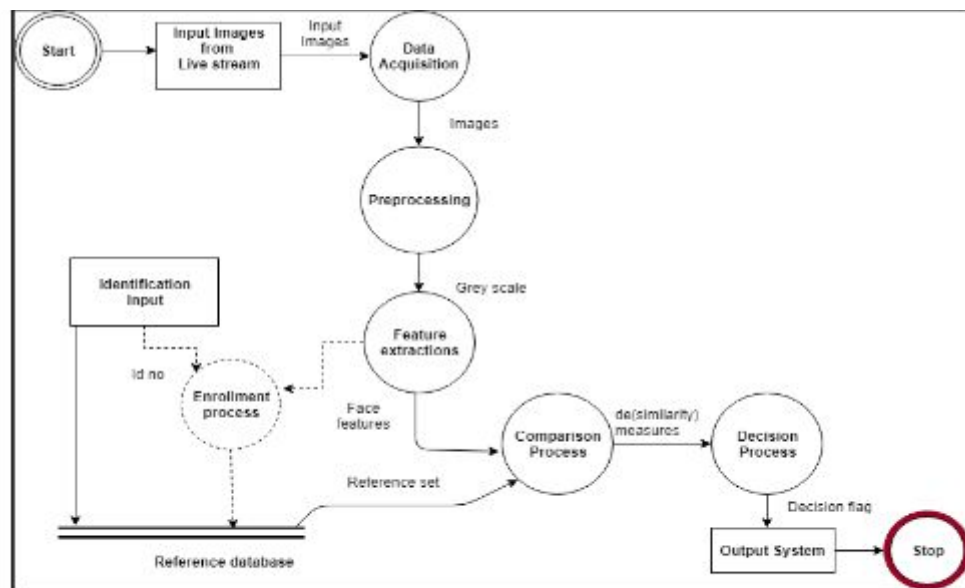 Start
Input Images
from
Live stream
Input
Images
Data
Acquisition
Images
Preprocessing
Grey scale
Identification
Input
Feature
extractions
Id no
Enrollment
process
Face
features
Comparison
Process
de(similarity)
measures
Decision
Process
Reference set
Decision flag
Reference database
Output System
Stop